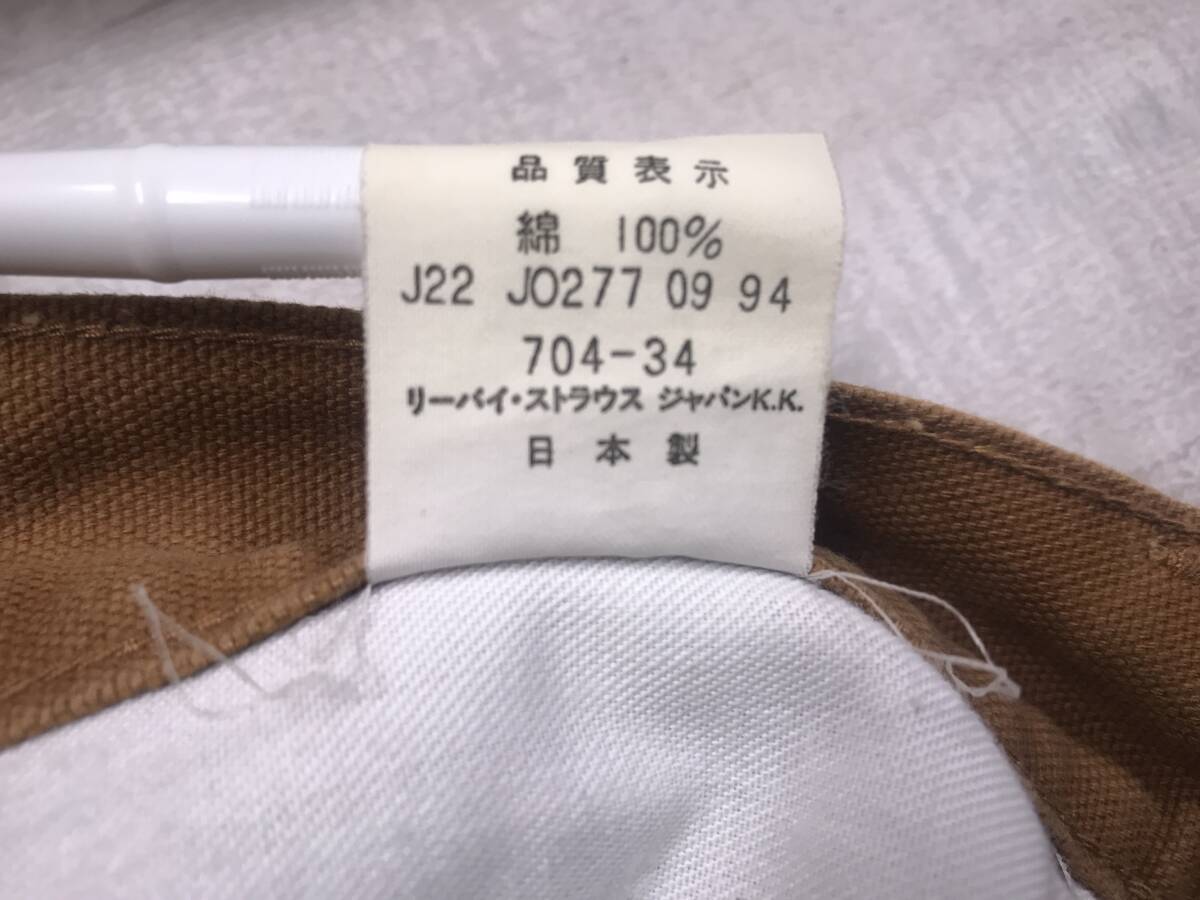 品質表示
綿 100%
J22 J0277 09 94
704-34
リーバイ・ストラウス ジャパンK.K.
日本製